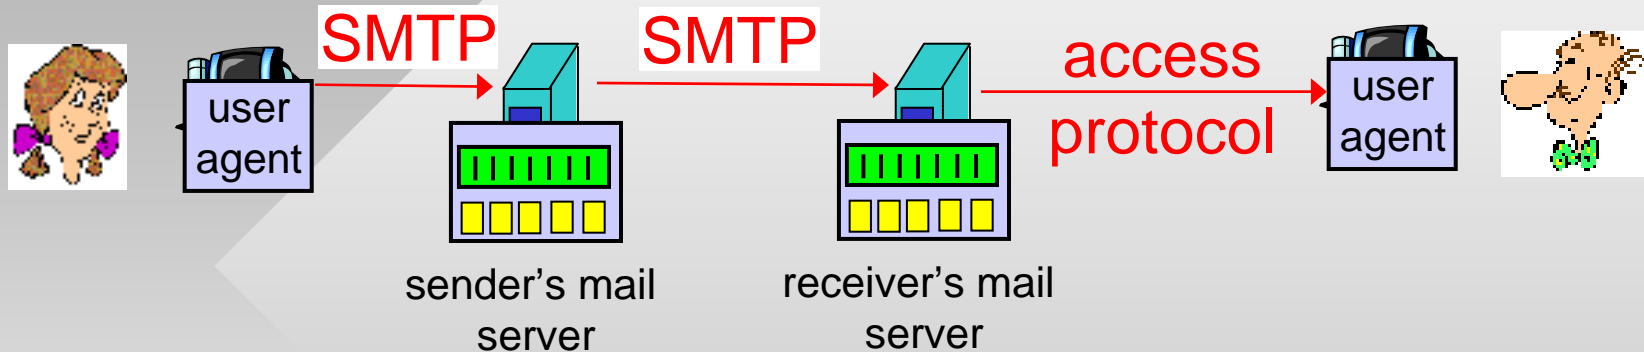 SMTP
SMTP
access
protocol
user
agent
user
agent
sender’s mail
server
receiver’s mail
server